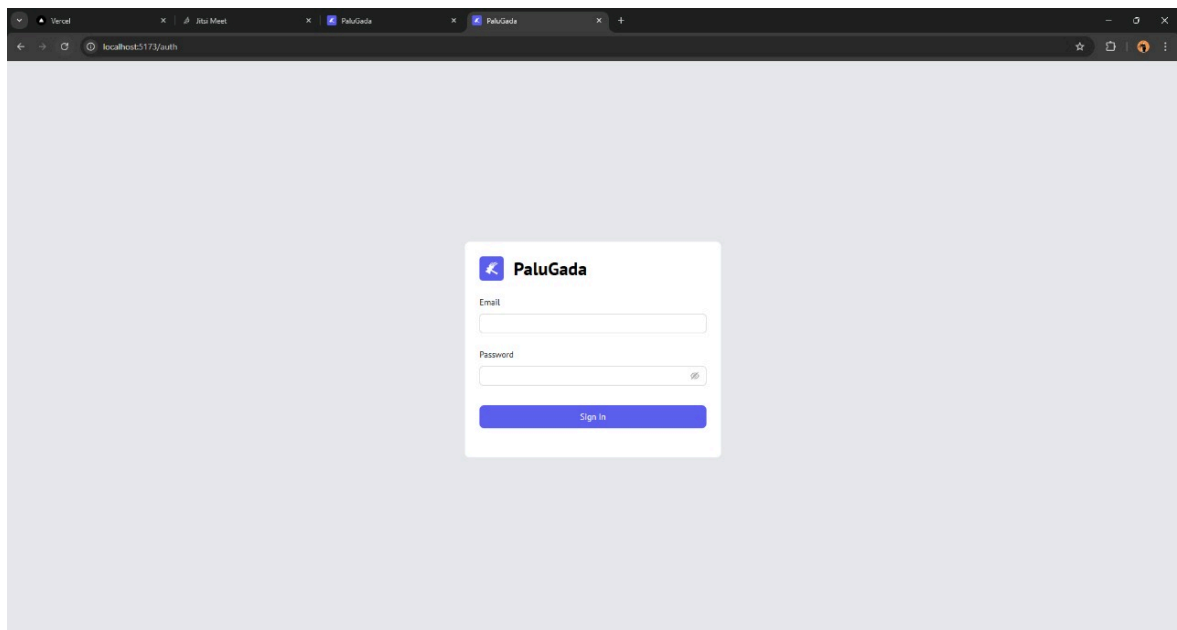 Vercel
Jitsi Meet
PaluGada
PaluGada
localhost:5173/auth
PaluGada
Email
Password
Sign In